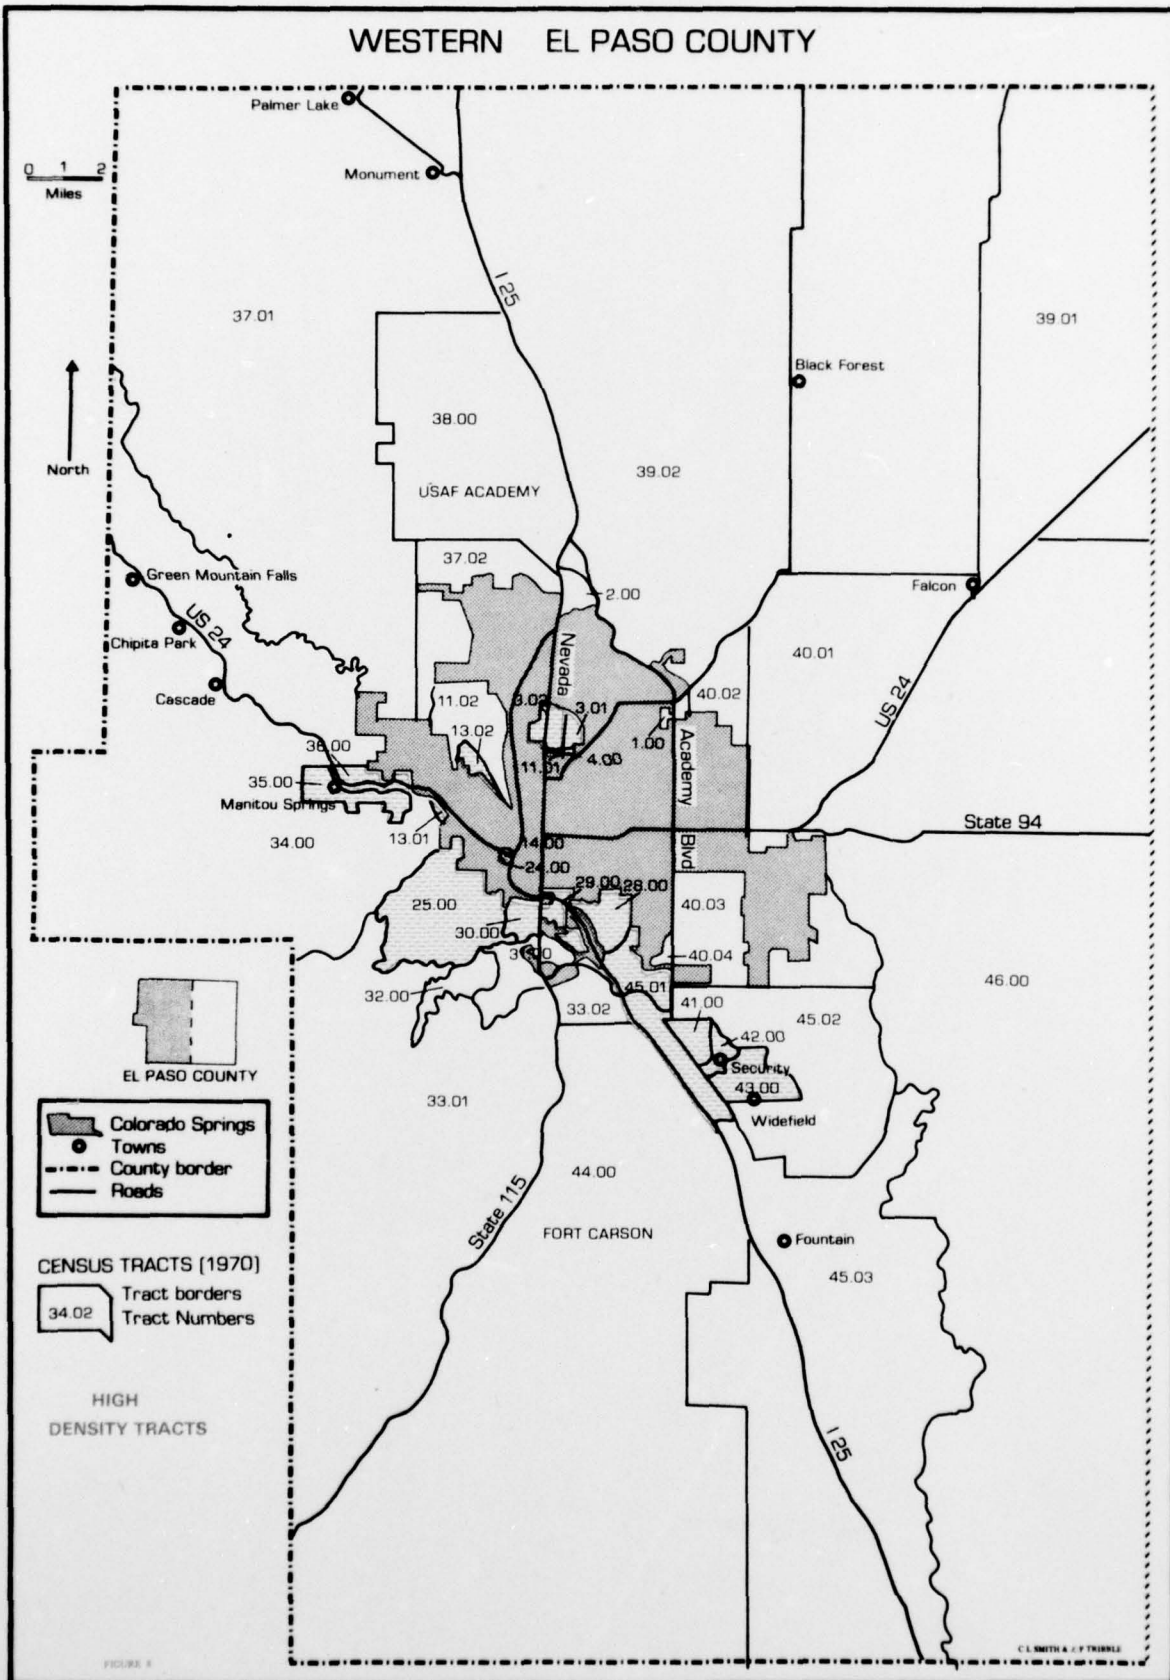 WESTERN EL PASO COUNTY
Palmer Lake
0 1 2
Miles
Monument
I 25
37.01
39.01
Black Forest
38.00
North
39.02
USAF ACADEMY
37.02
Green Mountain Falls
Falcon
2.00
US 24
Chipita Park
Nevada
40.01
Cascade
40.02
US 24
11.02
3.02
3.01
13.02
1.00
Academy
36.00
4.00
11.01
35.00
Manitou Springs
State 94
34.00
13.01
14.00
Blvd
24.00
29.00
28.00
25.00
40.03
30.00
31.00
40.04
46.00
32.00
45.01
41.00
33.02
45.02
42.00
EL PASO COUNTY
Security
43.00
33.01
Widefield
Colorado Springs
Towns
County border
Roads
44.00
State 115
FORT CARSON
Fountain
CENSUS TRACTS (1970)
45.03
Tract borders
34.02
Tract Numbers
HIGH
DENSITY TRACTS
I 25
C L SMITH & J P TRIBBLE